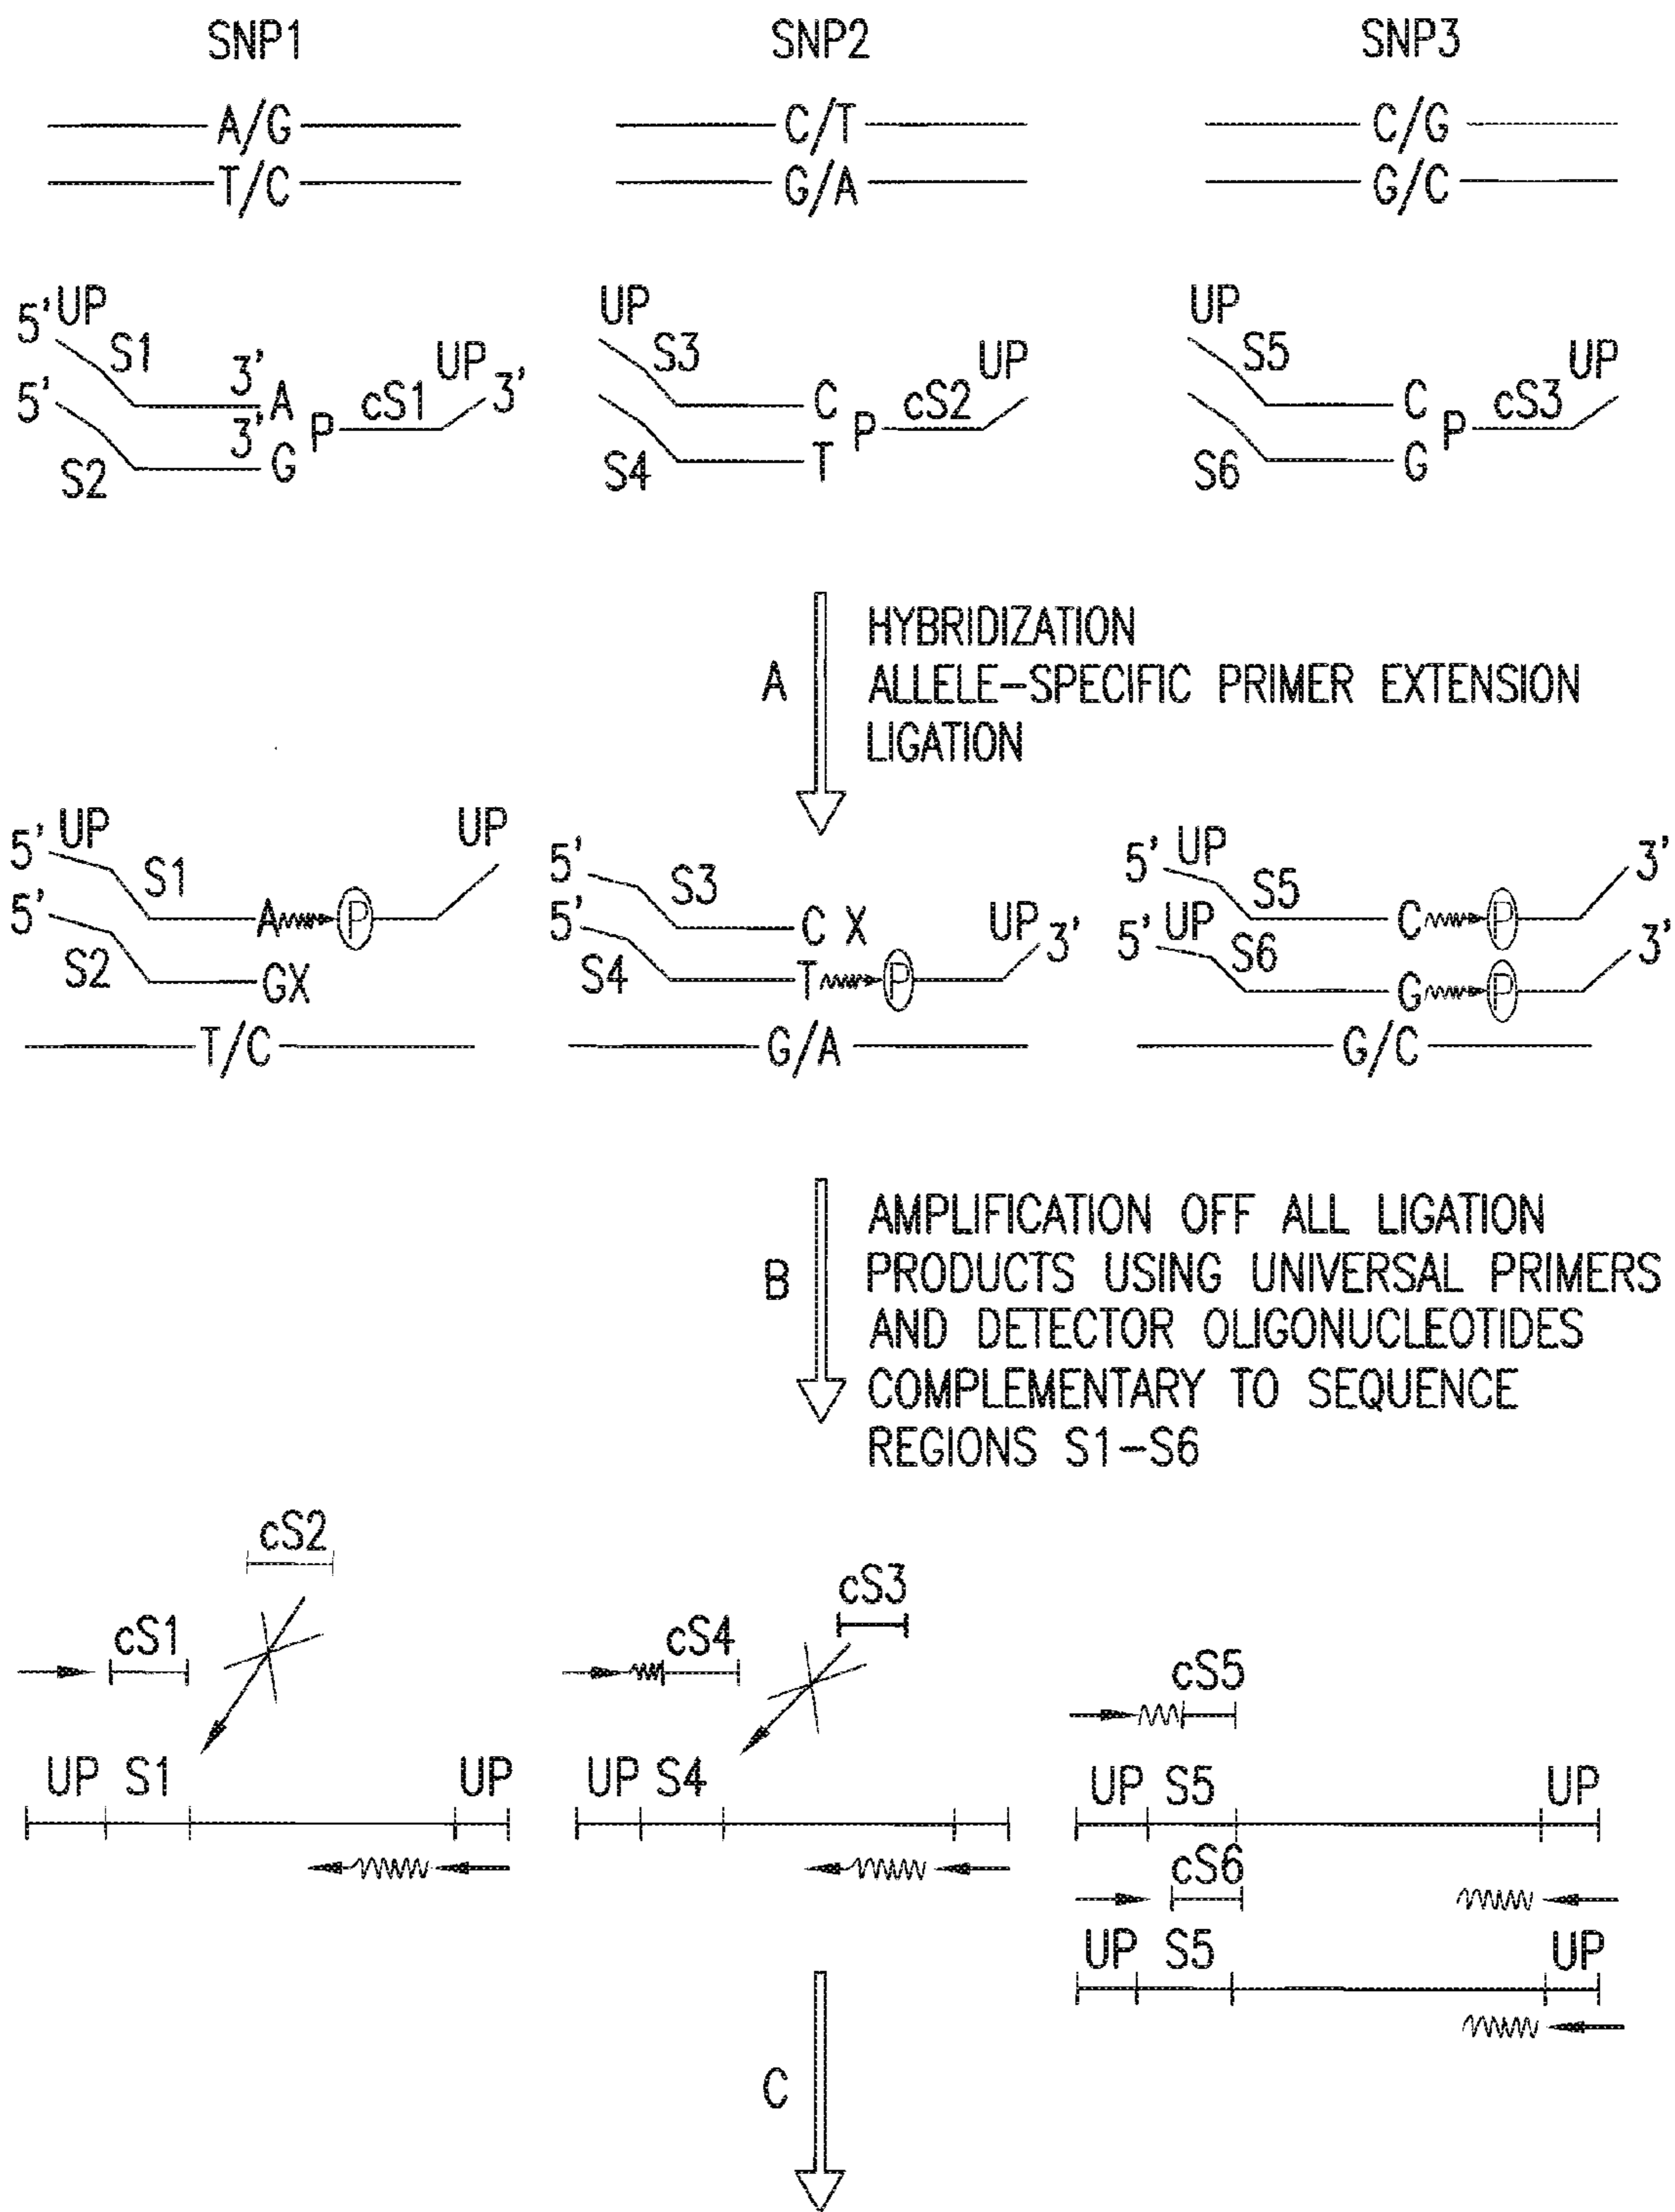 SNP1 SNP2 SNP3
A/G C/T C/G
T/C G/A G/C
5' UP UP UP
S1 S3 S5
3' UP UP UP
5' A cS1 3' C cS2 C cS3
3' P P P
S2 G S4 T S6 G
HYBRIDIZATION
A ALLELE-SPECIFIC PRIMER EXTENSION
LIGATION
UP UP UP 3'
5' S1 5' S3 5' S5
5' A P 5' C X UP 3' 5' UP C P 3'
S2 GX S4 T P S6 G P
T/C G/A G/C
AMPLIFICATION OFF ALL LIGATION
B PRODUCTS USING UNIVERSAL PRIMERS
AND DETECTOR OLIGONUCLEOTIDES
COMPLEMENTARY TO SEQUENCE
REGIONS S1-S6
cS2
cS3
cS1 cS4
cS5
UP S1 UP UP S4 UP S5 UP
cS6
UP S5 UP
C